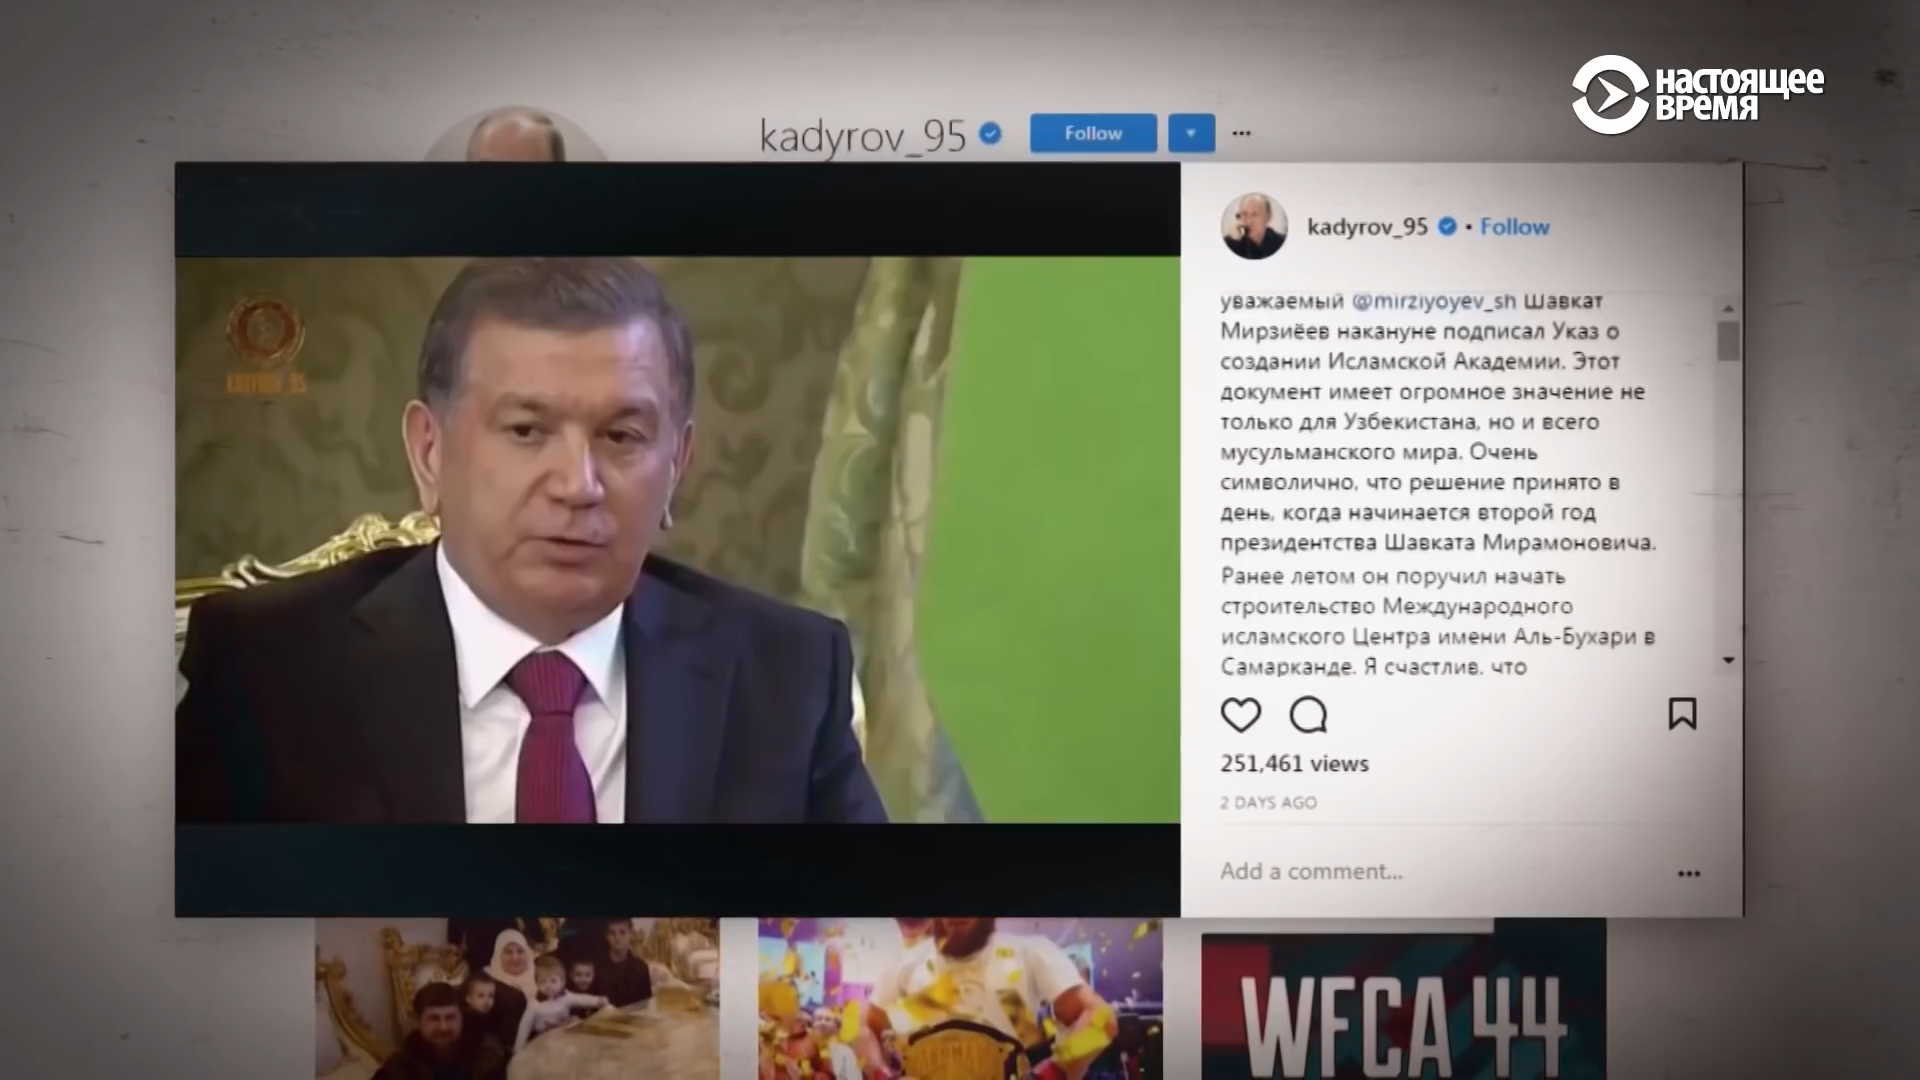 НАСТОЯЩЕЕ
ВРЕМЯ
kadyrov_95
Follow
KADYROV_95
kadyrov_95 • Follow
уважаемый @mirziyoyev_sh Шавкат
Мирзиёев накануне подписал Указ о
создании Исламской Академии. Этот
документ имеет огромное значение не
только для Узбекистана, но и всего
мусульманского мира. Очень
символично, что решение принято в
день, когда начинается второй год
президентства Шавката Мирамоновича.
Ранее летом он поручил начать
строительство Международного
исламского Центра имени Аль-Бухари в
Самарканде. Я счастлив, что
251,461 views
2 DAYS AGO
Add a comment...
WFCA 44